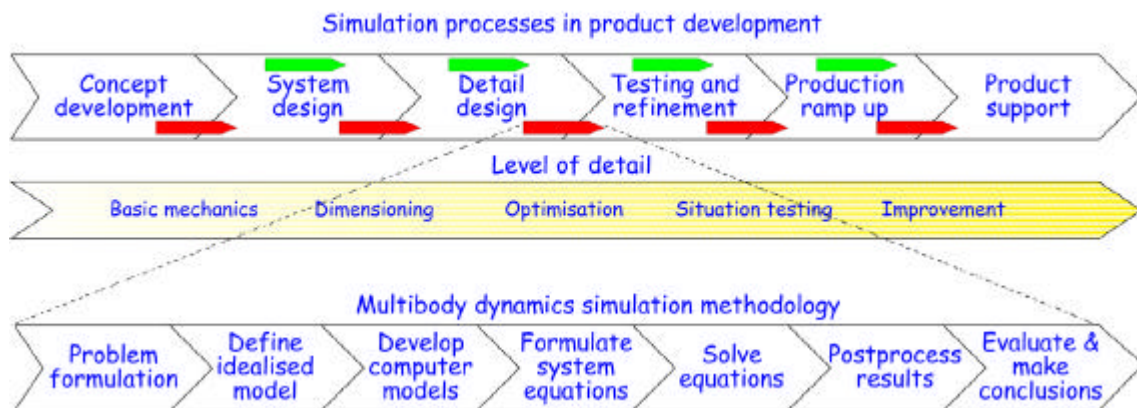 Simulation processes in product development
Concept
development
System
design
Detail
design
Testing and
refinement
Production
ramp up
Product
support
Level of detail
Basic mechanics
Dimensioning
Optimisation
Situation testing
Improvement
Multibody dynamics simulation methodology
Problem
formulation
Define
idealised
model
Develop
computer
models
Formulate
system
equations
Solve
equations
Postprocess
results
Evaluate &
make
conclusions